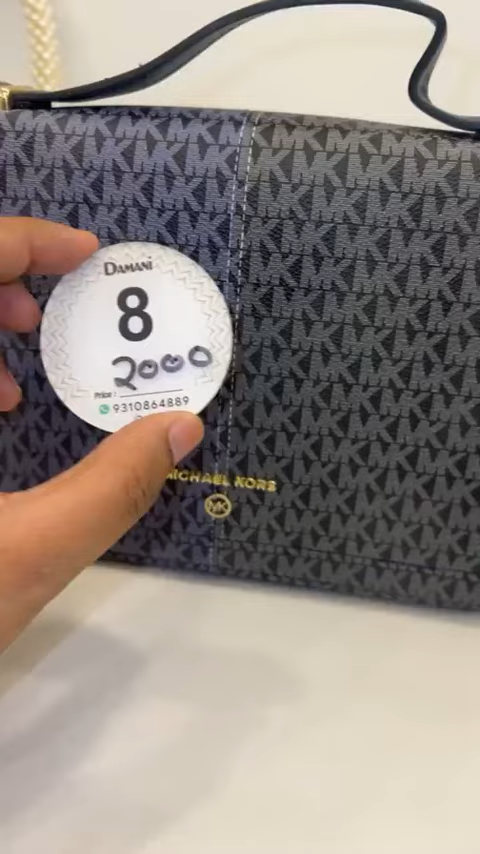 DAMANI
8
2000
Price :
9310864889
MICHAEL KORS
MK